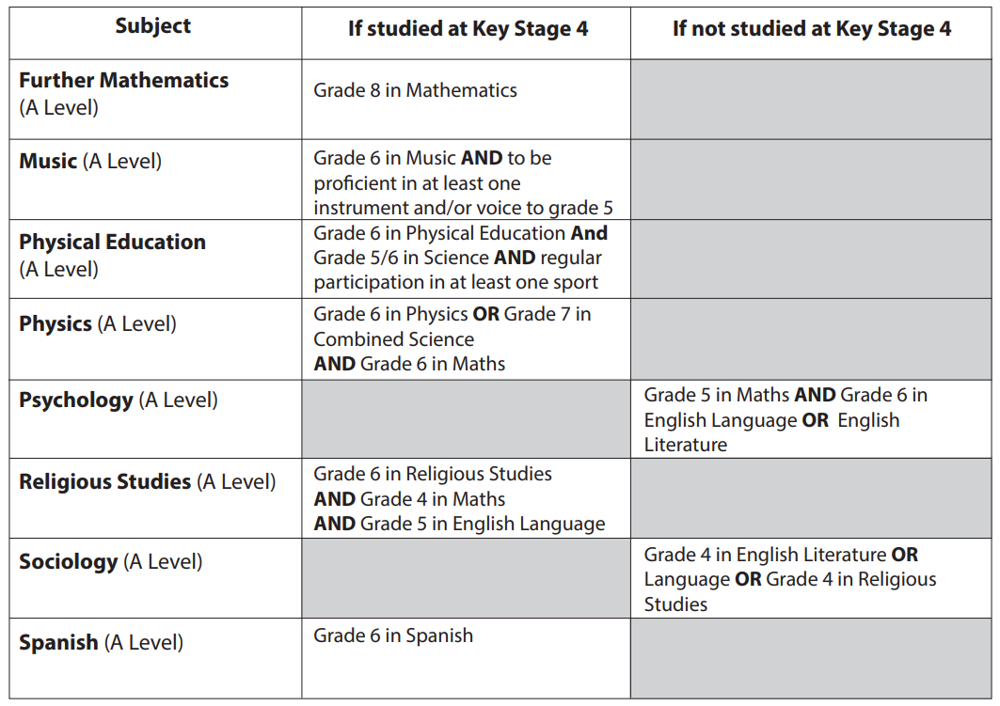 Subject
If studied at Key Stage 4
If not studied at Key Stage 4
Further Mathematics
(A Level)
Grade 8 in Mathematics
Music (A Level)
Grade 6 in Music AND to be
proficient in at least one
instrument and/or voice to grade 5
Physical Education
(A Level)
Grade 6 in Physical Education And
Grade 5/6 in Science AND regular
participation in at least one sport
Physics (A Level)
Grade 6 in Physics OR Grade 7 in
Combined Science
AND Grade 6 in Maths
Psychology (A Level)
Grade 5 in Maths AND Grade 6 in
English Language OR English
Literature
Religious Studies (A Level)
Grade 6 in Religious Studies
AND Grade 4 in Maths
AND Grade 5 in English Language
Sociology (A Level)
Grade 4 in English Literature OR
Language OR Grade 4 in Religious
Studies
Spanish (A Level)
Grade 6 in Spanish